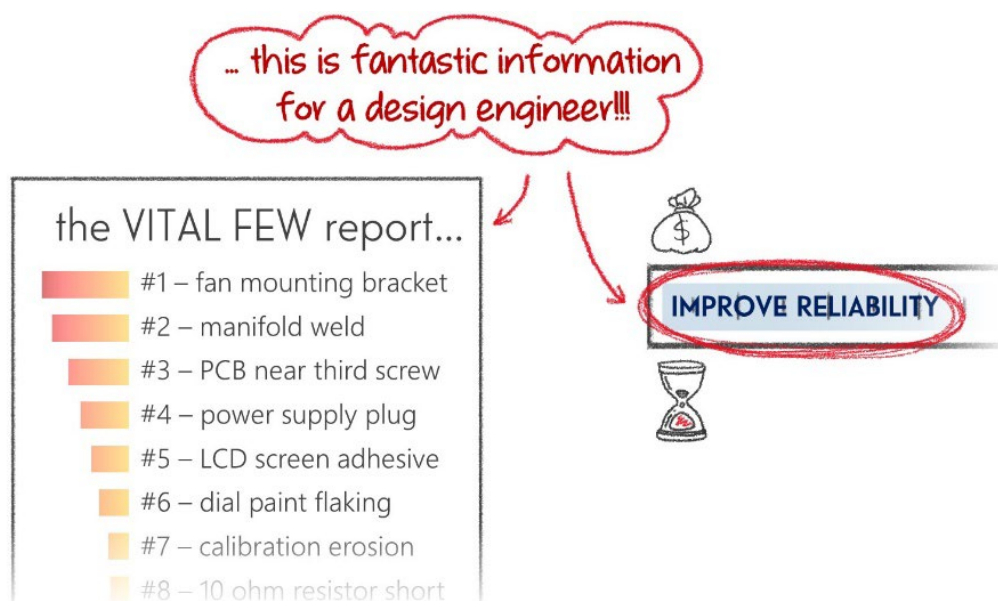 ... this is fantastic information
for a design engineer!!!
the VITAL FEW report...
#1 – fan mounting bracket
#2 – manifold weld
#3 – PCB near third screw
#4 – power supply plug
#5 – LCD screen adhesive
#6 – dial paint flaking
#7 – calibration erosion
#8 – 10 ohm resistor short
$
IMPROVE RELIABILITY